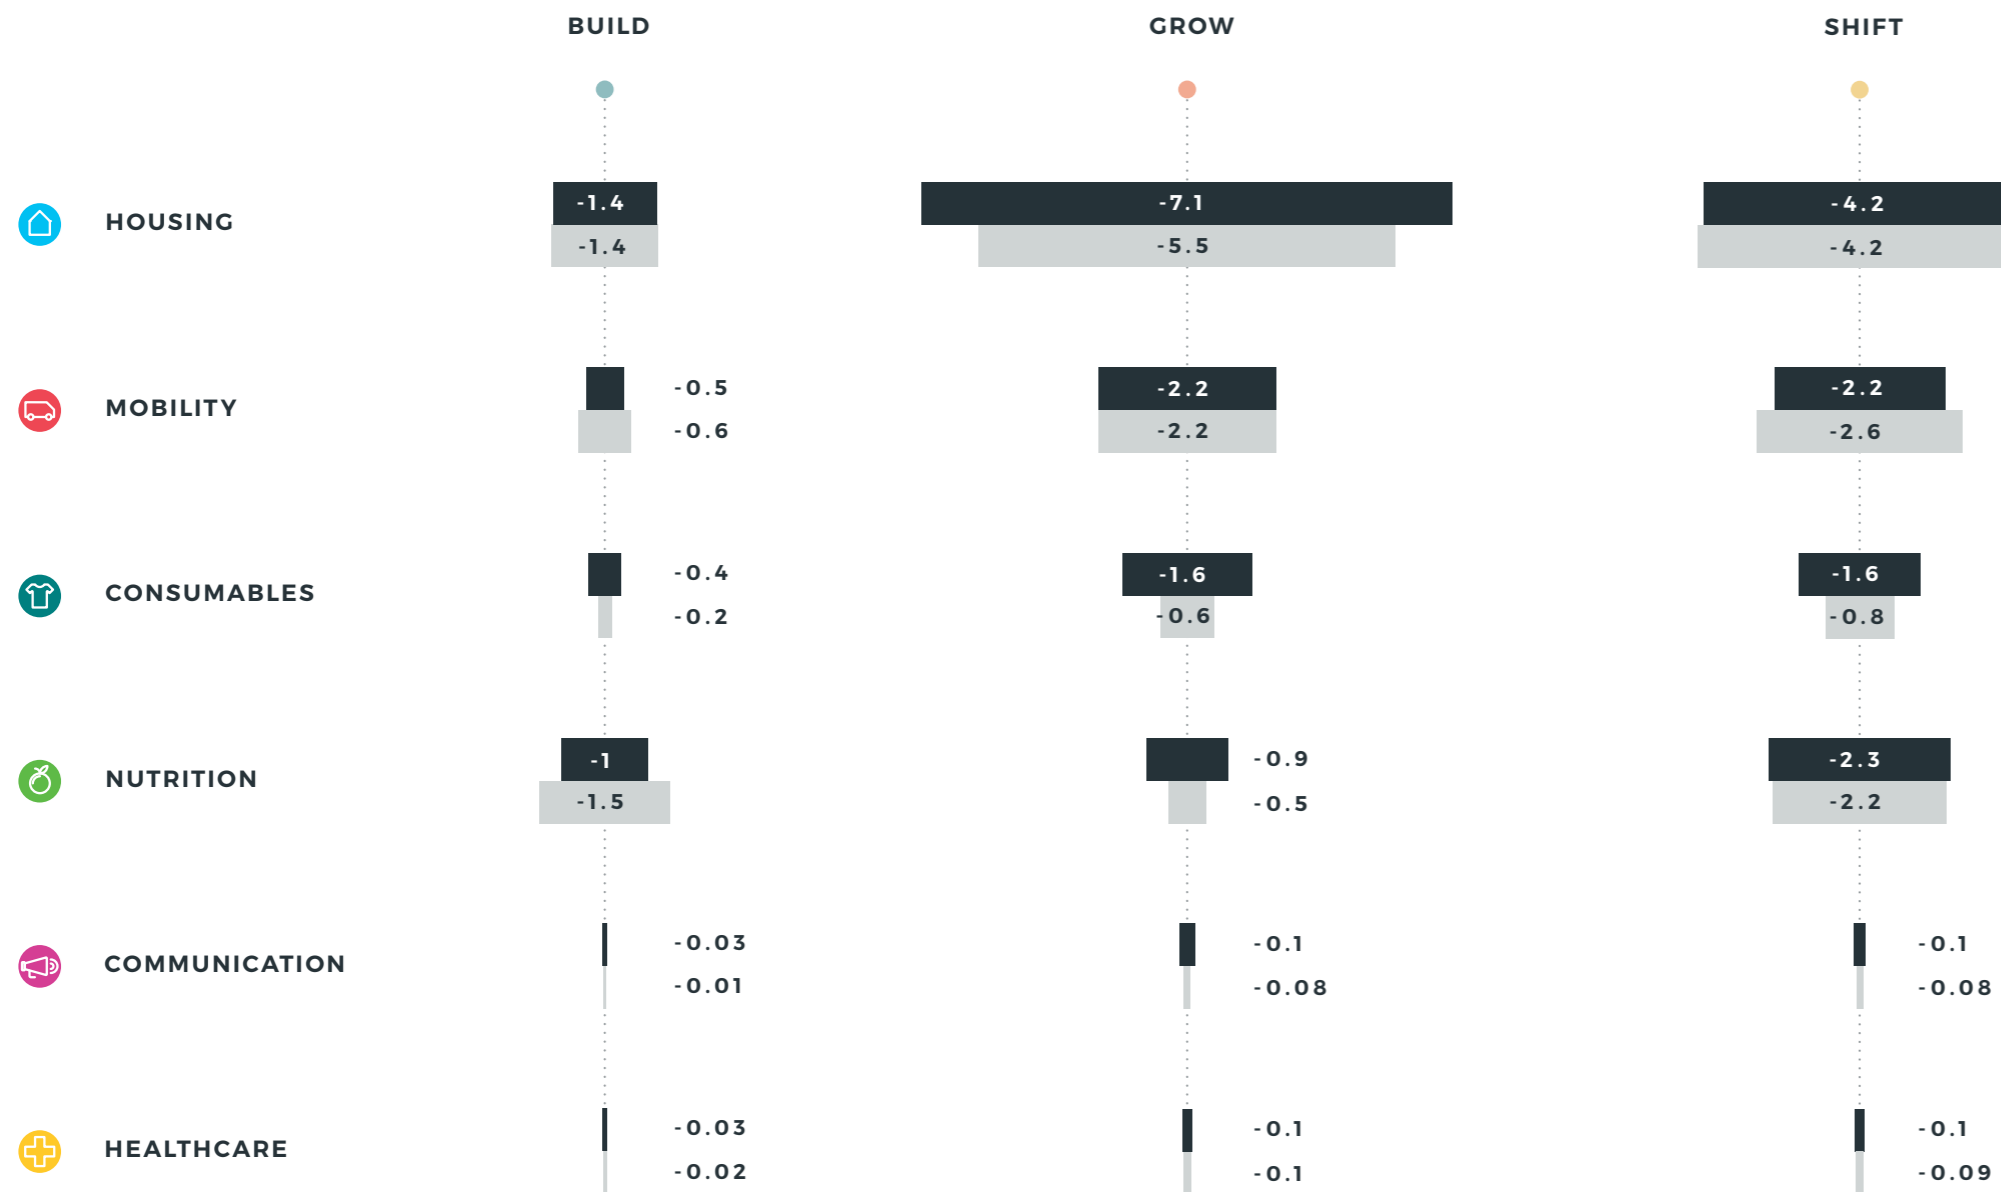 BUILD GROW SHIFT
-1.4 -7.1 -4.2
HOUSING
-1.4 -5.5 -4.2
-0.5 -2.2 -2.2
MOBILITY
-0.6 -2.2 -2.6
-0.4 -1.6 -1.6
CONSUMABLES
-0.2 -0.6 -0.8
-1 -0.9 -2.3
NUTRITION
-1.5 -0.5 -2.2
-0.03 -0.1 -0.1
COMMUNICATION
-0.01 -0.08 -0.08
-0.03 -0.1 -0.1
HEALTHCARE
-0.02 -0.1 -0.09